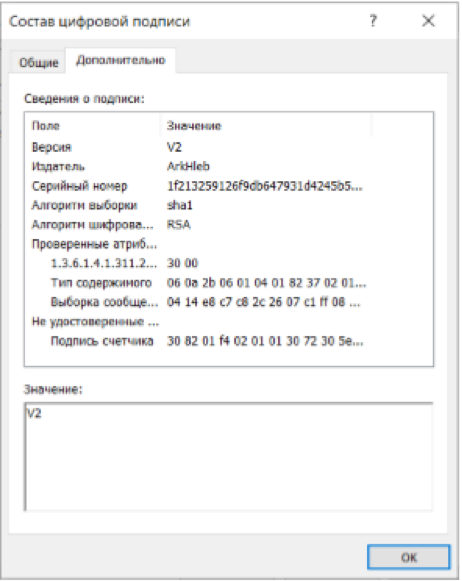 Состав цифровой подписи ? ×
Общие Дополнительно
Сведения о подписи:
Поле Значение
Версия V2
Издатель ArkHleb
Серийный номер 1f213259126f9db647931d4245b5...
Алгоритм выборки sha1
Алгоритм шифрова... RSA
Проверенные атриб...
1.3.6.1.4.1.311.2... 30 00
Тип содержимого 06 0a 2b 06 01 04 01 82 37 02 01...
Выборка сообще... 04 14 e8 c7 c8 2c 26 07 c1 ff 08 ...
Не удостоверенные ...
Подпись счетчика 30 82 01 f4 02 01 01 30 72 30 5e...
Значение:
V2
OK